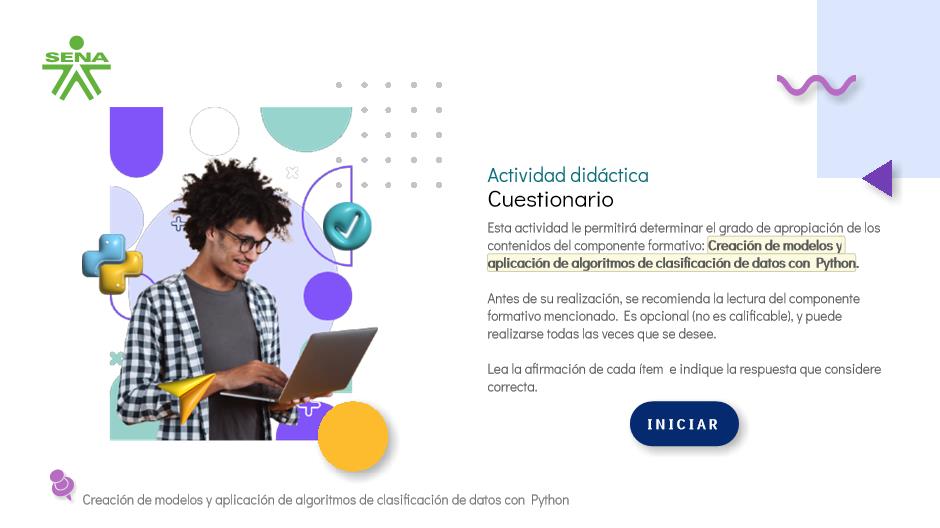 SENA
Actividad didáctica
Cuestionario
Esta actividad le permitirá determinar el grado de apropiación de los
contenidos del componente formativo: Creación de modelos y
aplicación de algoritmos de clasificación de datos con Python.
Antes de su realización, se recomienda la lectura del componente
formativo mencionado. Es opcional (no es calificable), y puede
realizarse todas las veces que se desee.
Lea la afirmación de cada ítem e indique la respuesta que considere
correcta.
INICIAR
Creación de modelos y aplicación de algoritmos de clasificación de datos con Python